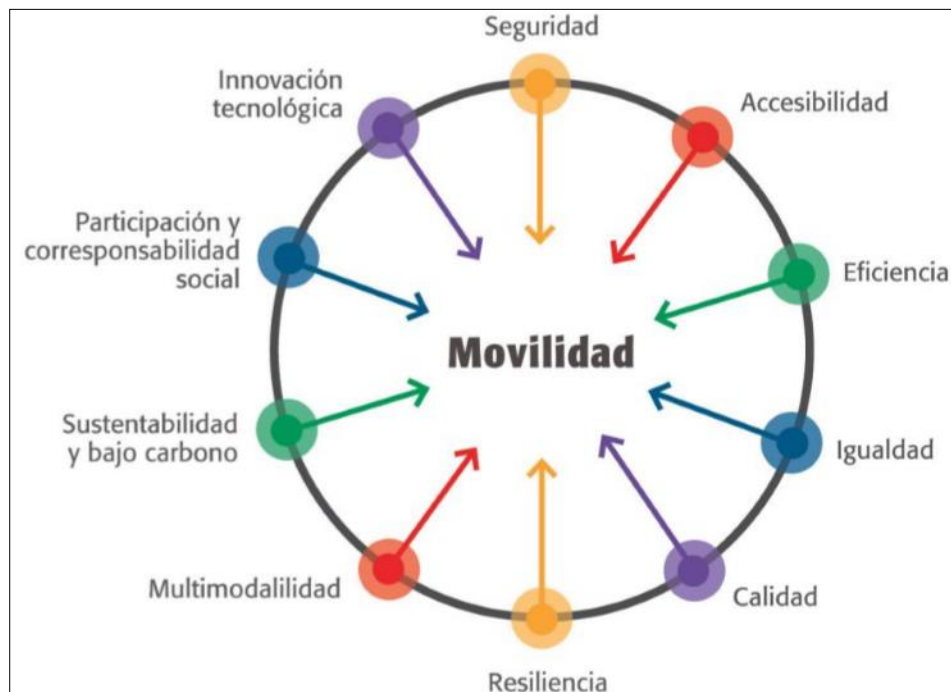 Seguridad
Innovación
tecnológica
Accesibilidad
Participación y
corresponsabilidad
social
Eficiencia
Movilidad
Sustentabilidad
y bajo carbono
Igualdad
Multimodalilidad
Calidad
Resiliencia